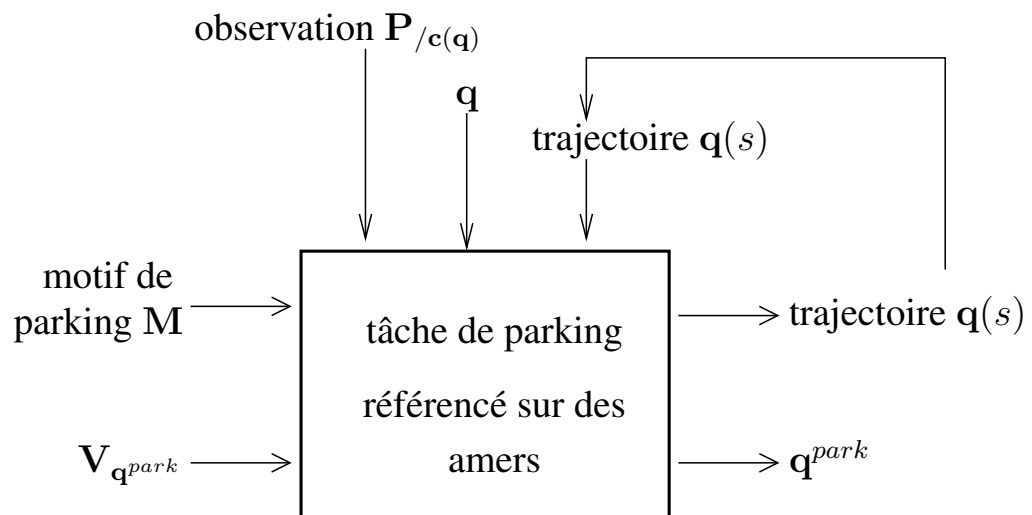 observation P/c(q)
q
trajectoire q(s)
motif de
parking M
tâche de parking
trajectoire q(s)
référencé sur des
amers
V_q^park
q^park